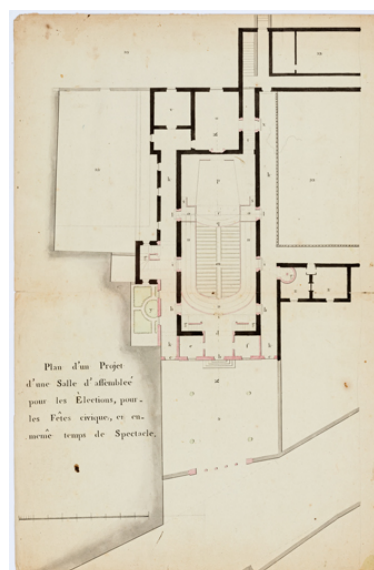 Plan d'un Projet
d'une Salle d'assemblée
pour les Élections, pour
les Fêtes civique, et en
même temps de Spectacle.